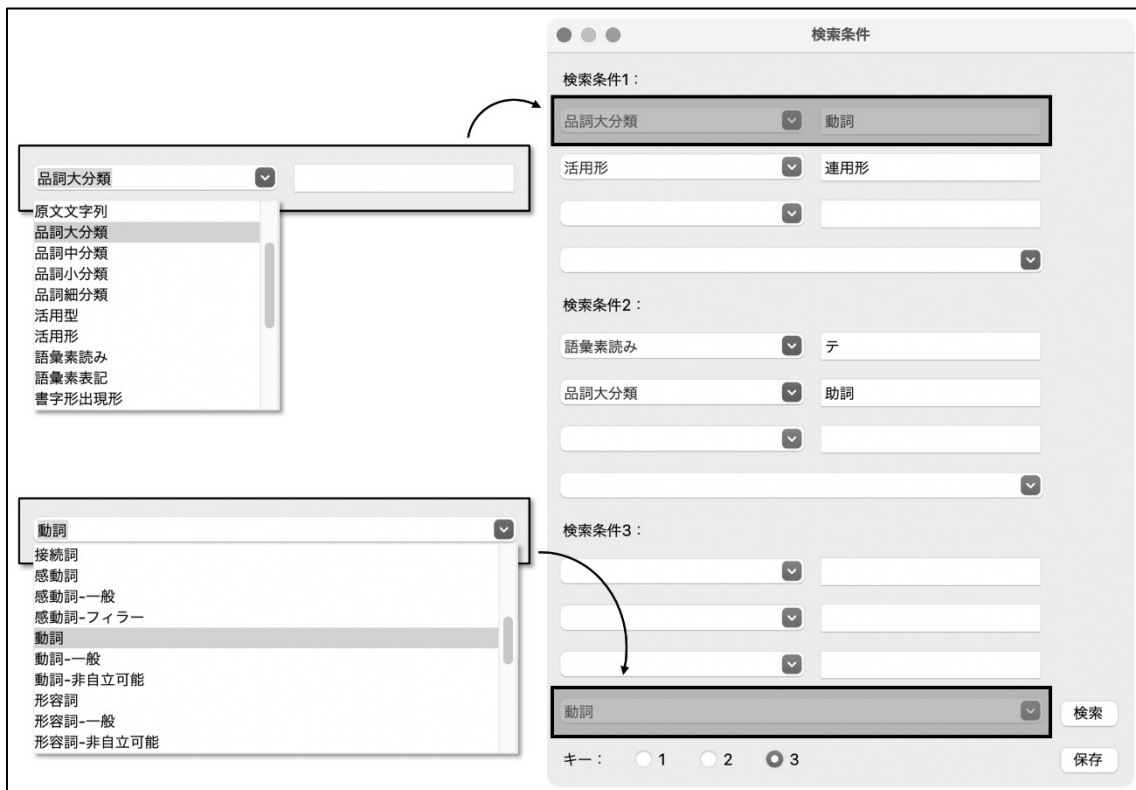 品詞大分類
原文文字列
品詞大分類
品詞中分類
品詞小分類
品詞細分類
活用型
活用形
語彙素読み
語彙素表記
書字形出現形
動詞
接続詞
感動詞
感動詞-一般
感動詞-フィラー
動詞
動詞-一般
動詞-非自立可能
形容詞
形容詞-一般
形容詞-非自立可能
検索条件
検索条件1：
品詞大分類 動詞
活用形 連用形
検索条件2：
語彙素読み テ
品詞大分類 助詞
検索条件3：
動詞 検索
キー： 1 2 3 保存